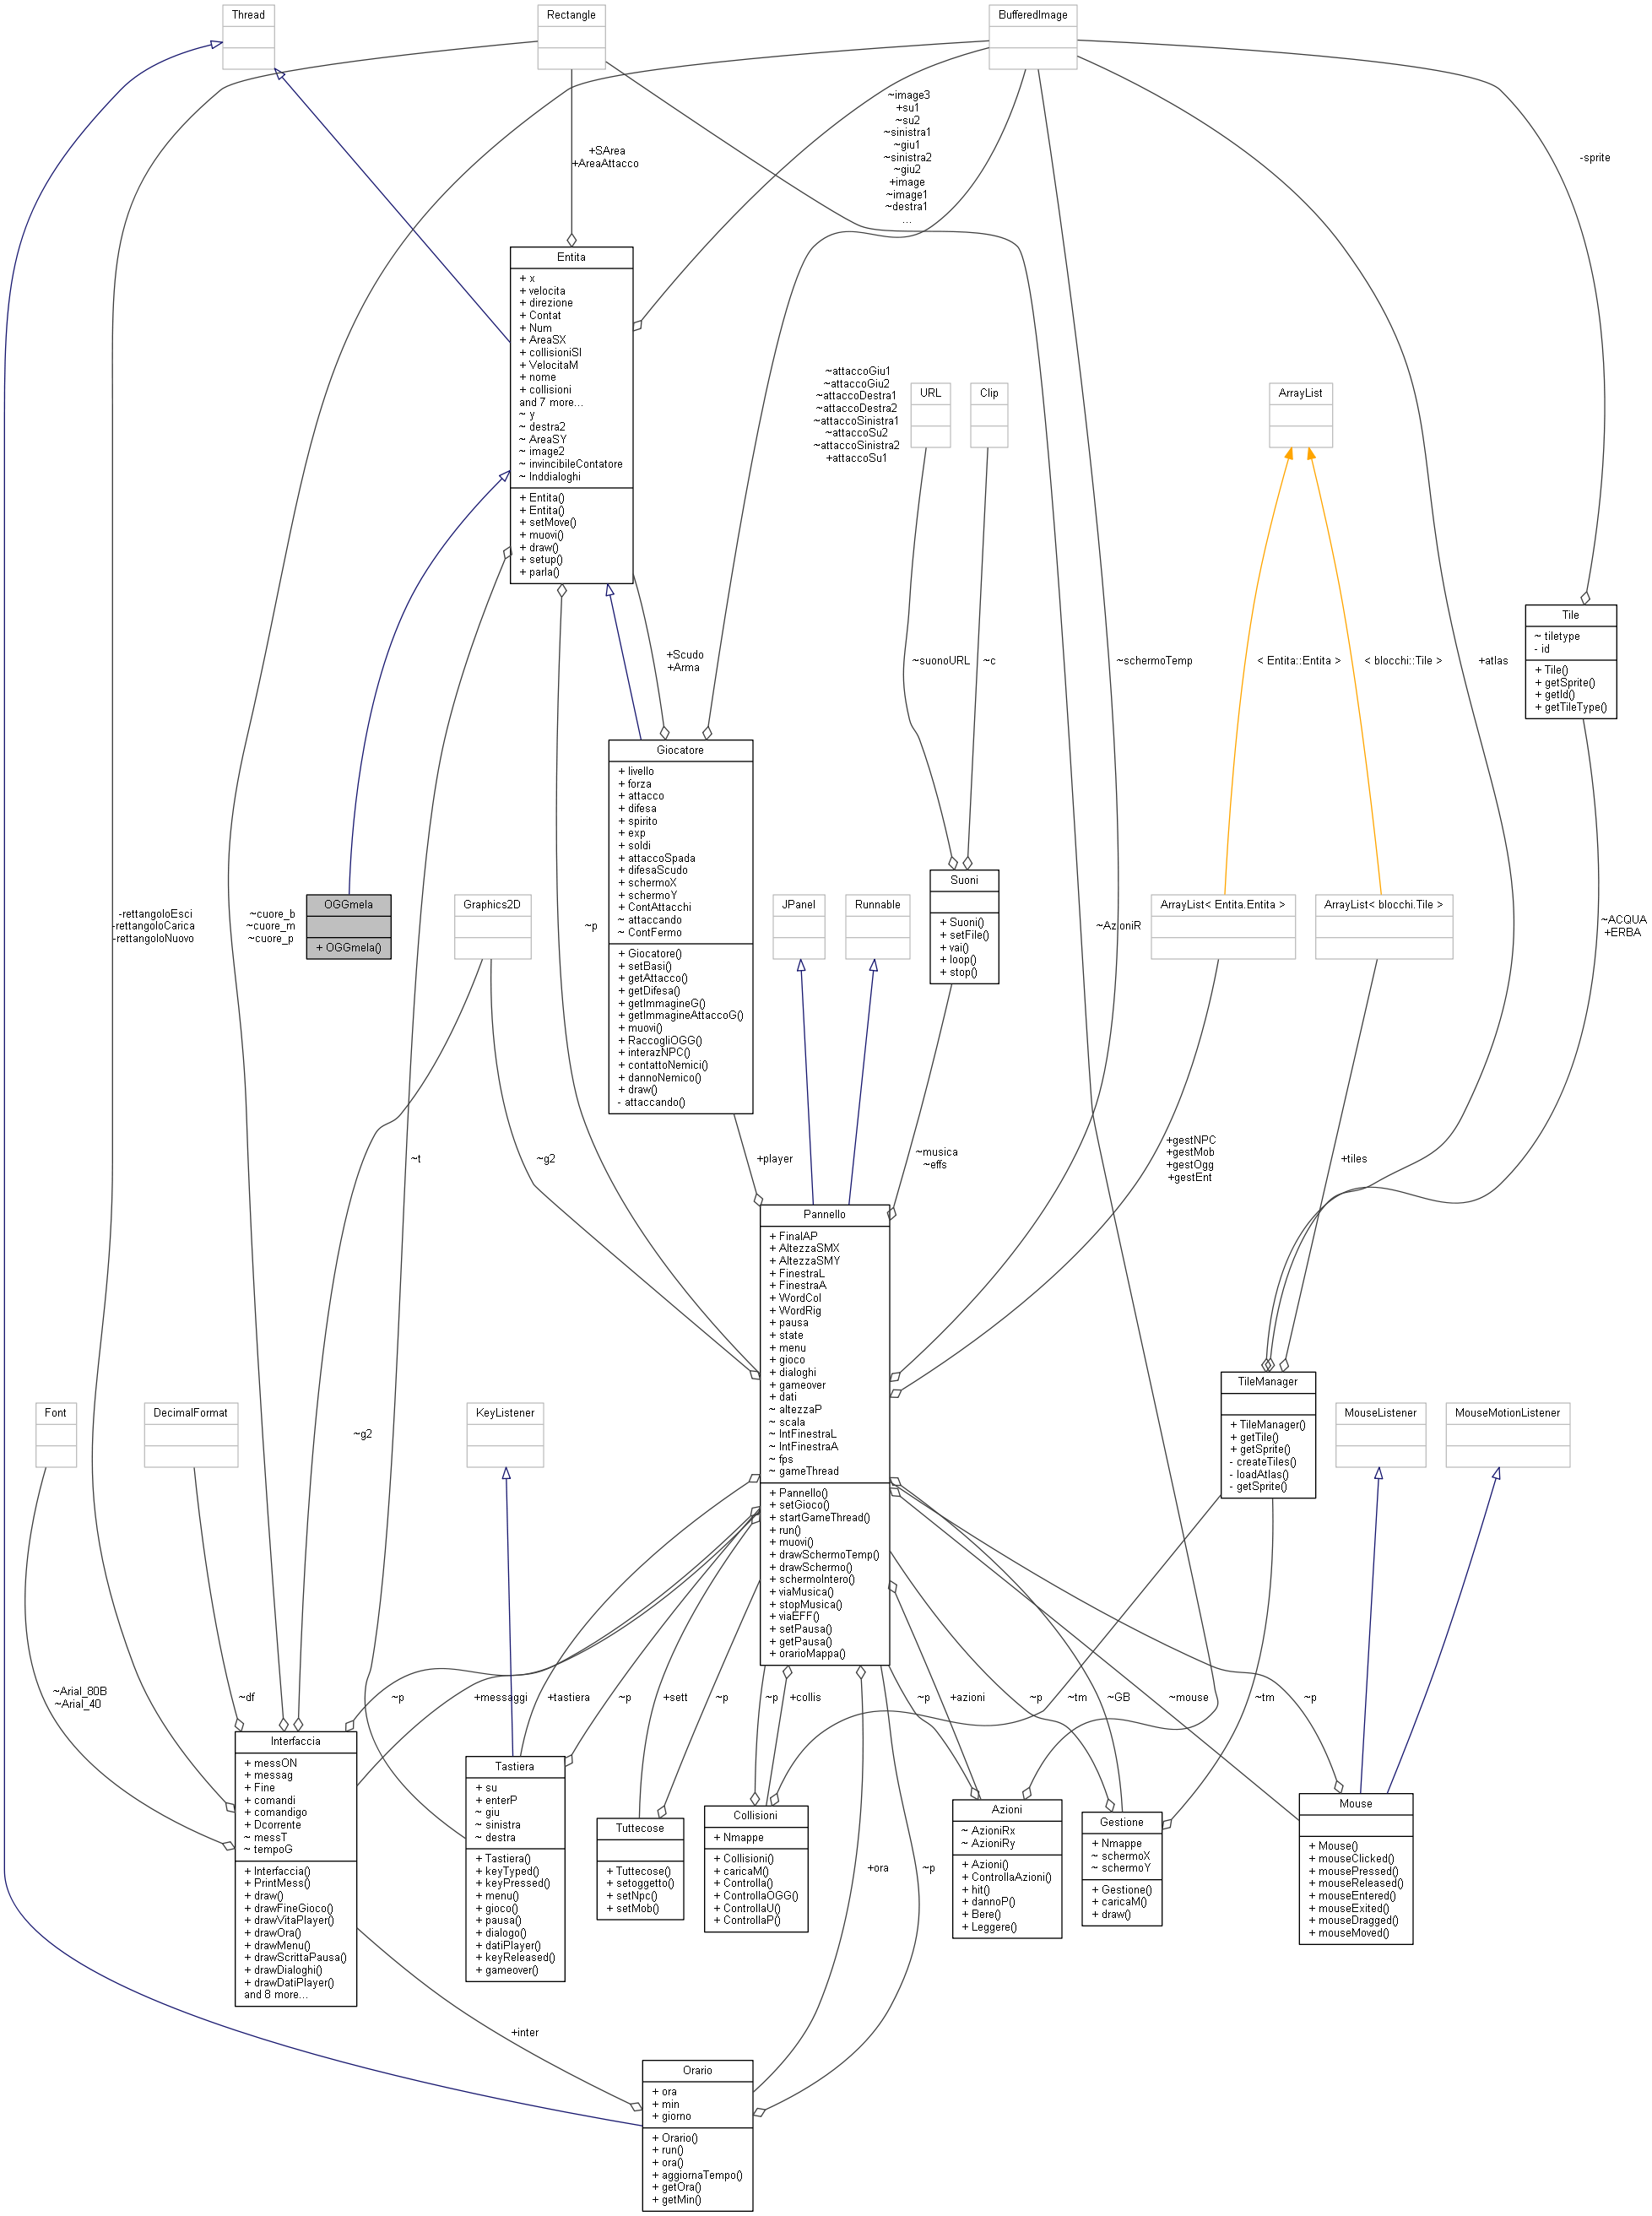 Thread
Rectangle
BufferedImage
~image3
+su1
~su2
~sinistra1
~giu1
~sinistra2
~giu2
+image
~image1
~destra1
...
+SArea
+AreaAttacco
-sprite
Entita
+ x
+ velocita
+ direzione
+ Contat
+ Num
+ AreaSX
+ collisioniSI
+ VelocitaM
+ nome
+ collisioni
and 7 more...
~ y
~ destra2
~ AreaSY
~ image2
~ invincibileContatore
~ Inddialoghi
+ Entita()
+ Entita()
+ setMove()
+ muovi()
+ draw()
+ setup()
+ parla()
~attaccoGiu1
~attaccoGiu2
~attaccoDestra1
~attaccoDestra2
~attaccoSinistra1
~attaccoSu2
~attaccoSinistra2
+attaccoSu1
URL
Clip
ArrayList
Tile
~ tiletype
- id
+ Tile()
+ getSprite()
+ getId()
+ getTileType()
+Scudo
+Arma
~suonoURL
~c
~schermoTemp
< Entita::Entita >
< blocchi::Tile >
+atlas
Giocatore
+ livello
+ forza
+ attacco
+ difesa
+ spirito
+ exp
+ soldi
+ attaccoSpada
+ difesaScudo
+ schermoX
+ schermoY
+ ContAttacchi
~ attaccando
~ ContFermo
+ Giocatore()
+ setBasi()
+ getAttacco()
+ getDifesa()
+ getImmagineG()
+ getImmagineAttaccoG()
+ muovi()
+ RaccogliOGG()
+ interazNPC()
+ contattoNemici()
+ dannoNemico()
+ draw()
- attaccando()
-rettangoloEsci
-rettangoloCarica
-rettangoloNuovo
~cuore_b
~cuore_m
~cuore_p
OGGmela
+ OGGmela()
Graphics2D
~p
JPanel
Runnable
Suoni
+ Suoni()
+ setFile()
+ vai()
+ loop()
+ stop()
~AzioniR
ArrayList< Entita.Entita >
ArrayList< blocchi.Tile >
~ACQUA
+ERBA
~t
~g2
+player
~musica
~effs
+gestNPC
+gestMob
+gestOgg
+gestEnt
+tiles
Pannello
+ FinalAP
+ AltezzaSMX
+ AltezzaSMY
+ FinestraL
+ FinestraA
+ WordCol
+ WordRig
+ pausa
+ state
+ menu
+ gioco
+ dialoghi
+ gameover
+ dati
~ altezzaP
~ scala
~ IntFinestraL
~ IntFinestraA
~ fps
~ gameThread
+ Pannello()
+ setGioco()
+ startGameThread()
+ run()
+ muovi()
+ drawSchermoTemp()
+ drawSchermo()
+ schermoIntero()
+ viaMusica()
+ stopMusica()
+ viaEFF()
+ setPausa()
+ getPausa()
+ orarioMappa()
Font
DecimalFormat
~g2
KeyListener
TileManager
+ TileManager()
+ getTile()
+ getSprite()
- createTiles()
- loadAtlas()
- getSprite()
MouseListener
MouseMotionListener
~Arial_80B
~Arial_40
~df
~p
+messaggi
+tastiera
~p
+sett
~p
~p
+collis
~p
+azioni
~p
~tm
~GB
~mouse
~tm
~p
Interfaccia
+ messON
+ messag
+ Fine
+ comandi
+ comandigo
+ Dcorrente
~ messT
~ tempoG
+ Interfaccia()
+ PrintMess()
+ draw()
+ drawFineGioco()
+ drawVitaPlayer()
+ drawOra()
+ drawMenu()
+ drawScrittaPausa()
+ drawDialoghi()
+ drawDatiPlayer()
and 8 more...
Tastiera
+ su
+ enterP
~ giu
~ sinistra
~ destra
+ Tastiera()
+ keyTyped()
+ keyPressed()
+ menu()
+ gioco()
+ pausa()
+ dialogo()
+ datiPlayer()
+ keyReleased()
+ gameover()
Tuttecose
+ Tuttecose()
+ setoggetto()
+ setNpc()
+ setMob()
Collisioni
+ Nmappe
+ Collisioni()
+ caricaM()
+ Controlla()
+ ControllaOGG()
+ ControllaU()
+ ControllaP()
+ora
~p
Azioni
~ AzioniRx
~ AzioniRy
+ Azioni()
+ ControllaAzioni()
+ hit()
+ dannoP()
+ Bere()
+ Leggere()
Gestione
+ Nmappe
~ schermoX
~ schermoY
+ Gestione()
+ caricaM()
+ draw()
Mouse
+ Mouse()
+ mouseClicked()
+ mousePressed()
+ mouseReleased()
+ mouseEntered()
+ mouseExited()
+ mouseDragged()
+ mouseMoved()
+inter
Orario
+ ora
+ min
+ giorno
+ Orario()
+ run()
+ ora()
+ aggiornaTempo()
+ getOra()
+ getMin()